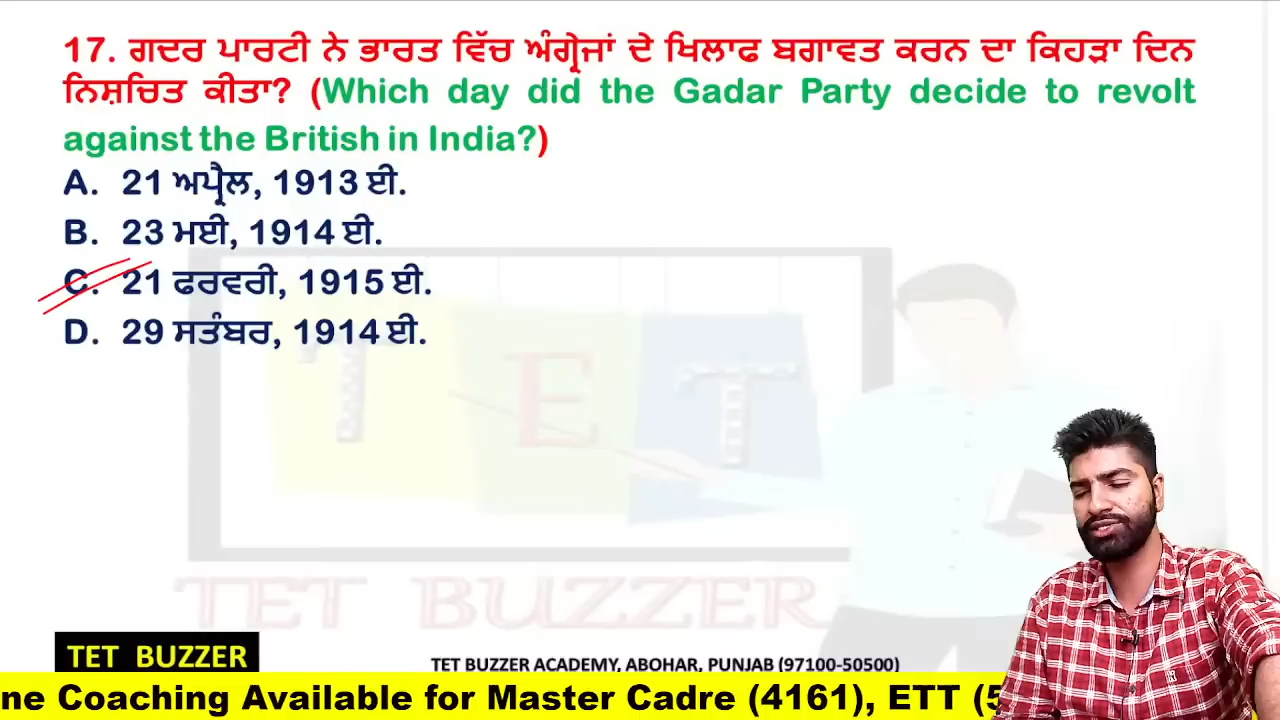 17. ਗਦਰ ਪਾਰਟੀ ਨੇ ਭਾਰਤ ਵਿੱਚ ਅੰਗ੍ਰੇਜਾਂ ਦੇ ਖਿਲਾਫ ਬਗਾਵਤ ਕਰਨ ਦਾ ਕਿਹੜਾ ਦਿਨ
ਨਿਸ਼ਚਿਤ ਕੀਤਾ? (Which day did the Gadar Party decide to revolt
against the British in India?)
A. 21 ਅਪ੍ਰੈਲ, 1913 ਈ.
B. 23 ਮਈ, 1914 ਈ.
C. 21 ਫਰਵਰੀ, 1915 ਈ.
D. 29 ਸਤੰਬਰ, 1914 ਈ.
T E T
TET BUZZER
TET BUZZER
TET BUZZER ACADEMY, ABOHAR, PUNJAB (97100-50500)
ne Coaching Available for Master Cadre (4161), ETT (5